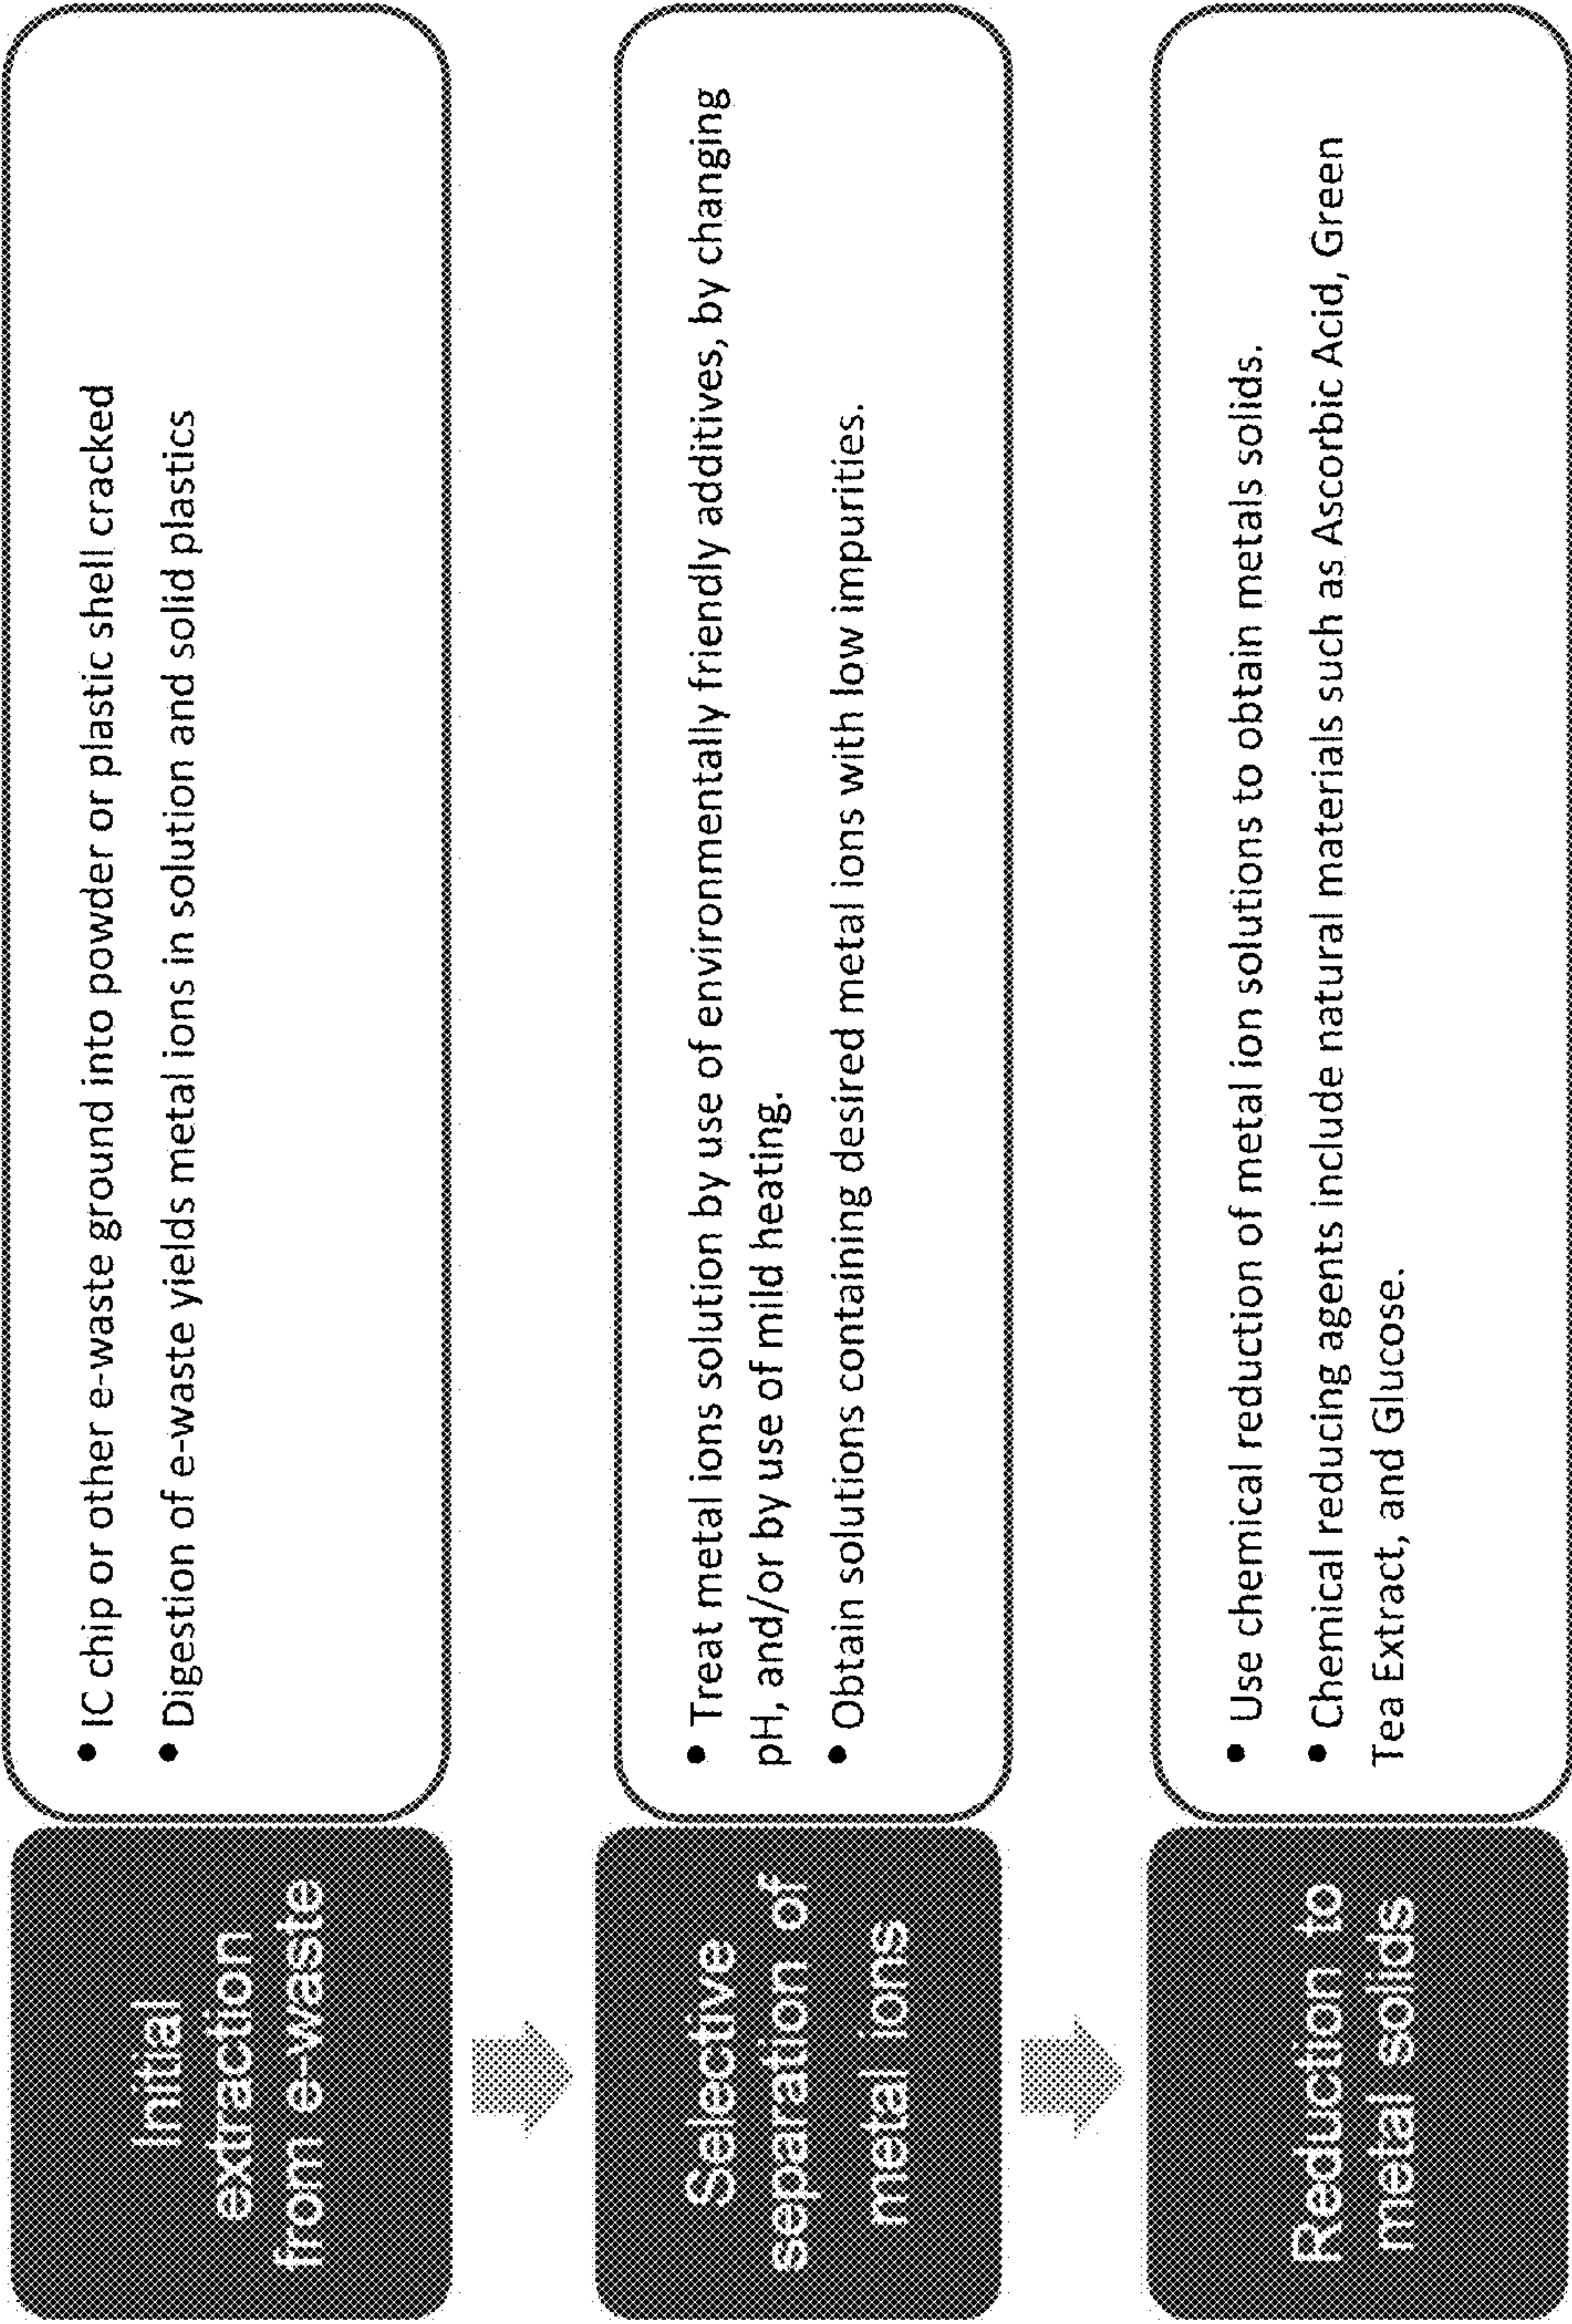 Initial
extraction
from e-waste
• IC chip or other e-waste ground into powder or plastic shell cracked
• Digestion of e-waste yields metal ions in solution and solid plastics
Selective
separation of
metal ions
• Treat metal ions solution by use of environmentally friendly additives, by changing
pH, and/or by use of mild heating.
• Obtain solutions containing desired metal ions with low impurities.
Reduction to
metal solids
• Use chemical reduction of metal ion solutions to obtain metals solids.
• Chemical reducing agents include natural materials such as Ascorbic Acid, Green
Tea Extract, and Glucose.